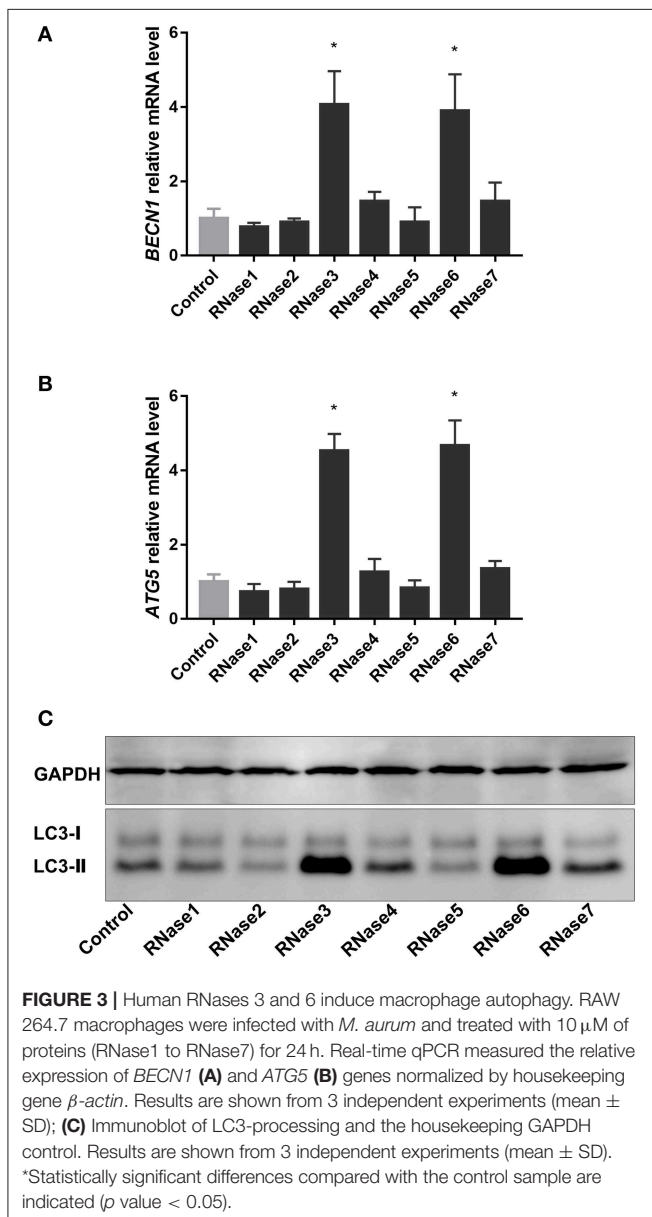 A
BECN1 relative mRNA level
6
4
2
0
*
*
Control
RNase1
RNase2
RNase3
RNase4
RNase5
RNase6
RNase7
B
ATG5 relative mRNA level
6
4
2
0
*
*
Control
RNase1
RNase2
RNase3
RNase4
RNase5
RNase6
RNase7
C
GAPDH
LC3-I
LC3-II
Control
RNase1
RNase2
RNase3
RNase4
RNase5
RNase6
RNase7
FIGURE 3 | Human RNases 3 and 6 induce macrophage autophagy. RAW
264.7 macrophages were infected with M. aurum and treated with 10 μM of
proteins (RNase1 to RNase7) for 24 h. Real-time qPCR measured the relative
expression of BECN1 (A) and ATG5 (B) genes normalized by housekeeping
gene β-actin. Results are shown from 3 independent experiments (mean ±
SD); (C) Immunoblot of LC3-processing and the housekeeping GAPDH
control. Results are shown from 3 independent experiments (mean ± SD).
*Statistically significant differences compared with the control sample are
indicated (p value < 0.05).